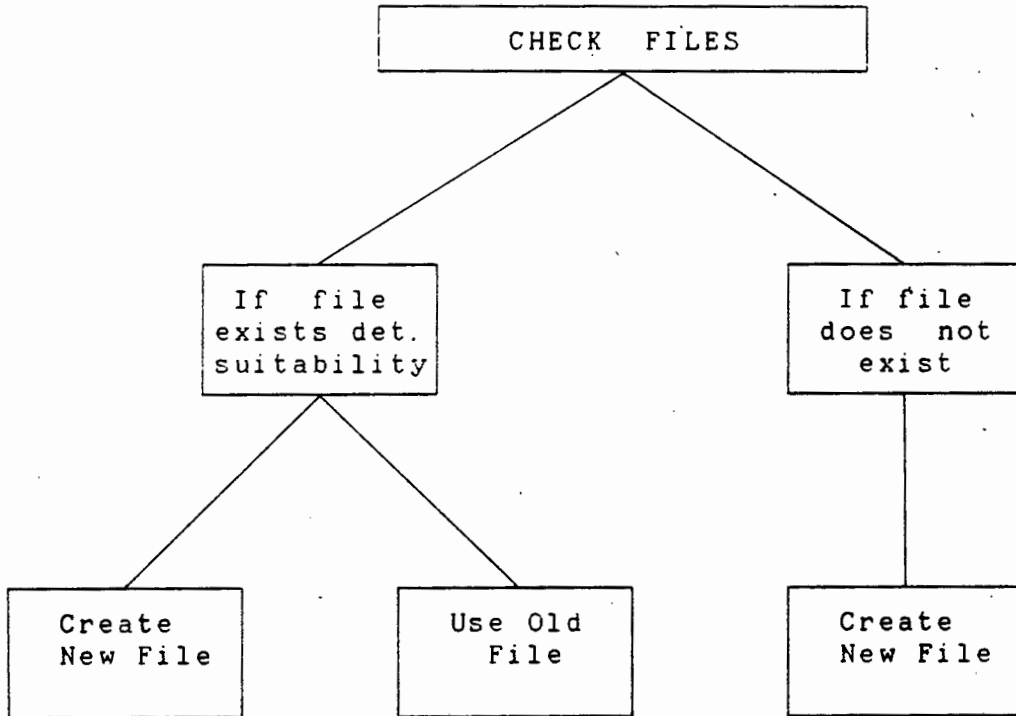 CHECK FILES
If file
exists det.
suitability
If file
does not
exist
Create
New File
Use Old
File
Create
New File